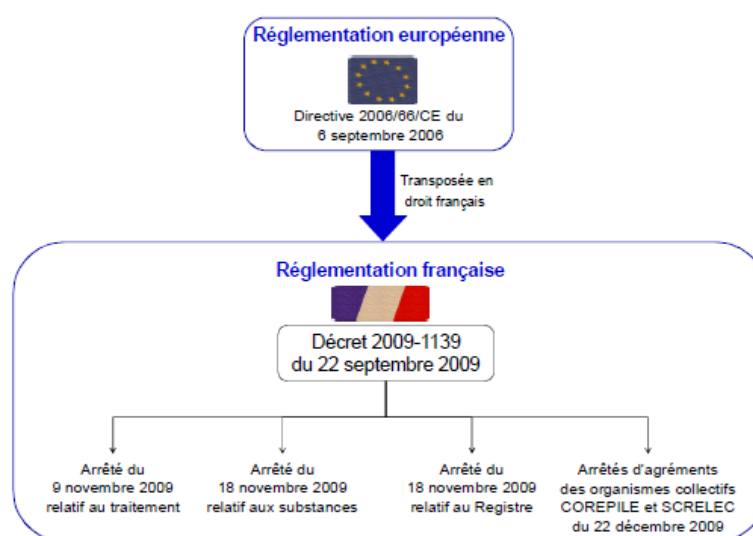 Réglementation européenne
Directive 2006/66/CE du
6 septembre 2006
Transposée en
droit français
Réglementation française
Décret 2009-1139
du 22 septembre 2009
Arrêté du
9 novembre 2009
relatif au traitement
Arrêté du
18 novembre 2009
relatif aux substances
Arrêté du
18 novembre 2009
relatif au Registre
Arrêtés d'agréments
des organismes collectifs
COREPILE et SCRELEC
du 22 décembre 2009